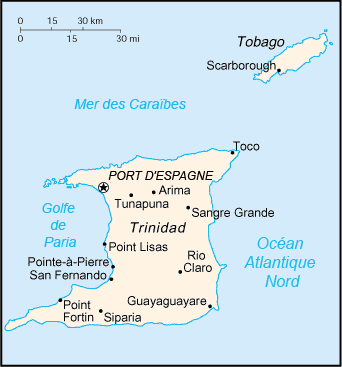 0 15 30 km
0 15 30 mi
Tobago
Scarborough
Mer des Caraïbes
Toco
PORT D'ESPAGNE
Arima
Tunapuna
Sangre Grande
Golfe
de
Paria
Trinidad
Point Lisas
Océan
Atlantique
Nord
Pointe-à-Pierre
San Fernando
Rio
Claro
Point
Fortin
Siparia
Guayaguayare